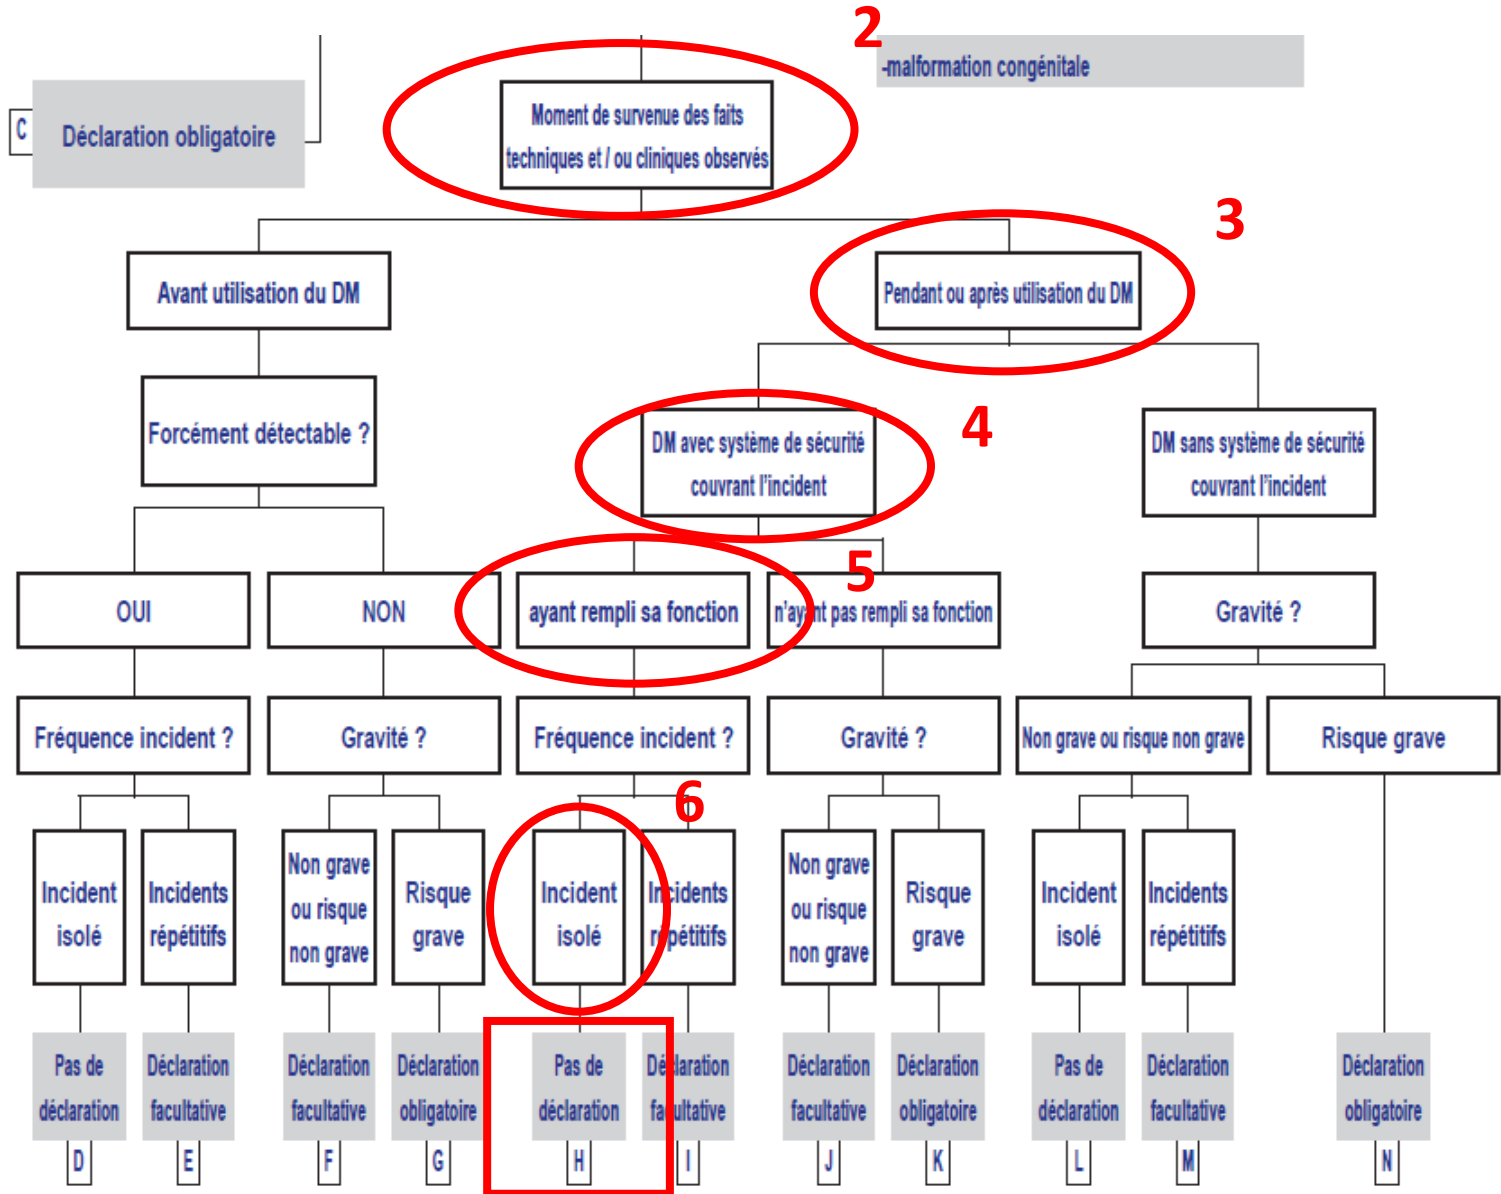 2
-malformation congénitale
C
Déclaration obligatoire
Moment de survenue des faits
techniques et / ou cliniques observés
3
Avant utilisation du DM
Pendant ou après utilisation du DM
Forcément détectable ?
4
DM avec système de sécurité
couvrant l'incident
DM sans système de sécurité
couvrant l'incident
5
OUI
NON
ayant rempli sa fonction
n'ayant pas rempli sa fonction
Gravité ?
Fréquence incident ?
Gravité ?
Fréquence incident ?
Gravité ?
Non grave ou risque non grave
Risque grave
6
Incident
isolé
Incidents
répétitifs
Non grave
ou risque
non grave
Risque
grave
Incident
isolé
Incidents
répétitifs
Non grave
ou risque
non grave
Risque
grave
Incident
isolé
Incidents
répétitifs
Pas de
déclaration
Déclaration
facultative
Déclaration
facultative
Déclaration
obligatoire
Pas de
déclaration
Déclaration
facultative
Déclaration
facultative
Déclaration
obligatoire
Pas de
déclaration
Déclaration
facultative
Déclaration
obligatoire
D
E
F
G
H
I
J
K
L
M
N